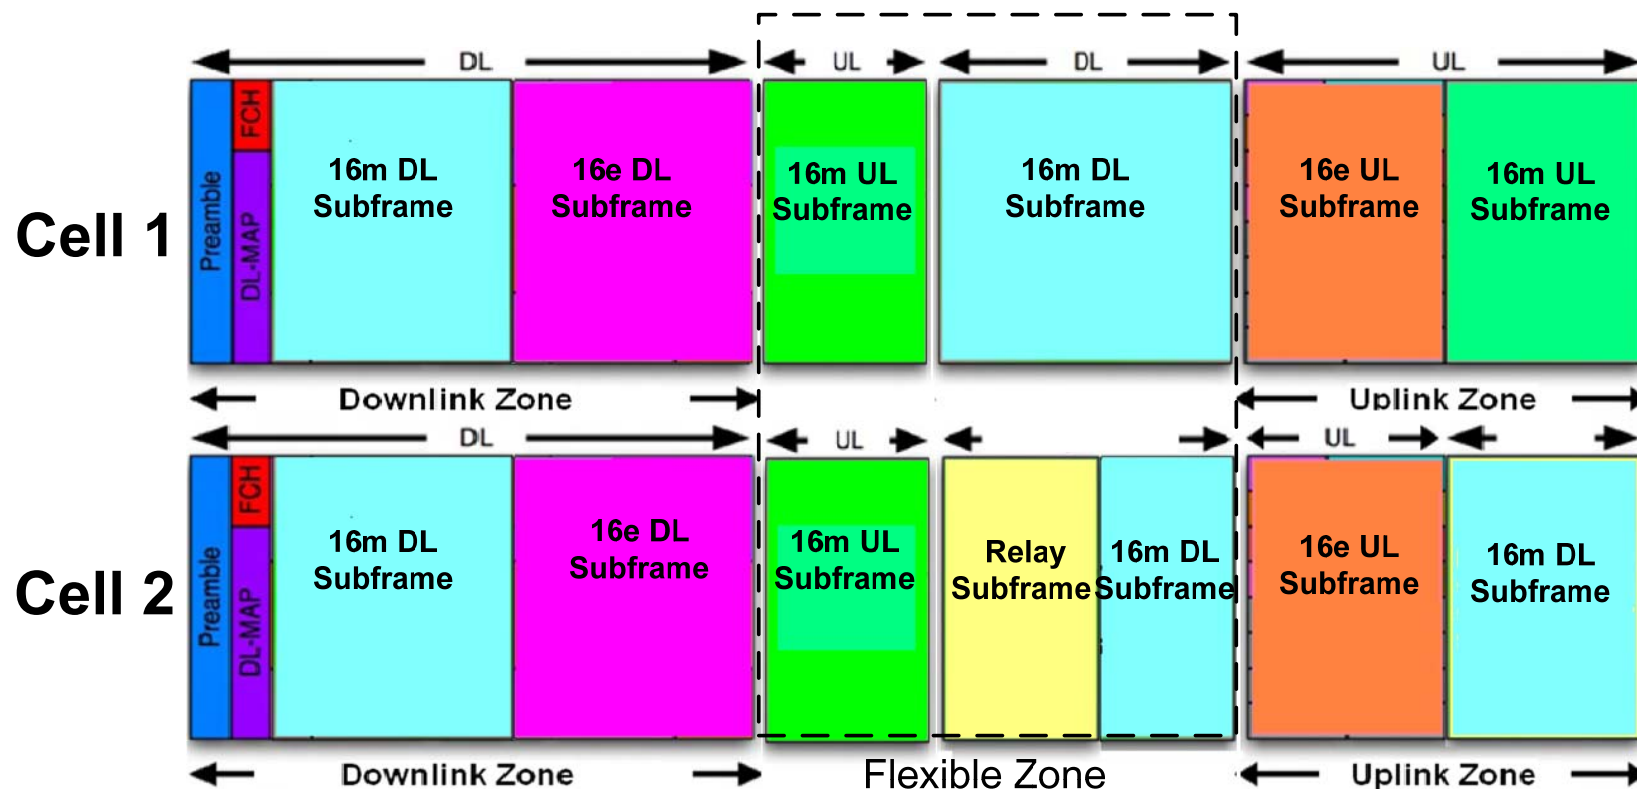 DL
UL
DL
UL
Cell 1
Preamble
FCH
DL-MAP
16m DL
Subframe
16e DL
Subframe
16m UL
Subframe
16m DL
Subframe
16e UL
Subframe
16m UL
Subframe
Downlink Zone
Uplink Zone
DL
UL
UL
Cell 2
Preamble
FCH
DL-MAP
16m DL
Subframe
16e DL
Subframe
16m UL
Subframe
Relay
Subframe
16m DL
Subframe
16e UL
Subframe
16m DL
Subframe
Downlink Zone
Flexible Zone
Uplink Zone